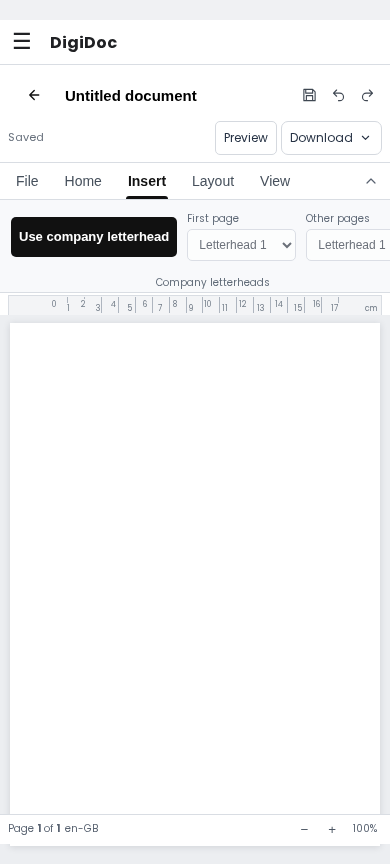 ☰ DigiDoc
Untitled document
Saved
Preview
Download
File Home Insert Layout View
Use company letterhead
First page
Letterhead 1
Other pages
Letterhead 1
Company letterheads
0 1 2 3 4 5 6 7 8 9 10 11 12 13 14 15 16 17 cm
Page 1 of 1 en-GB − + 100%